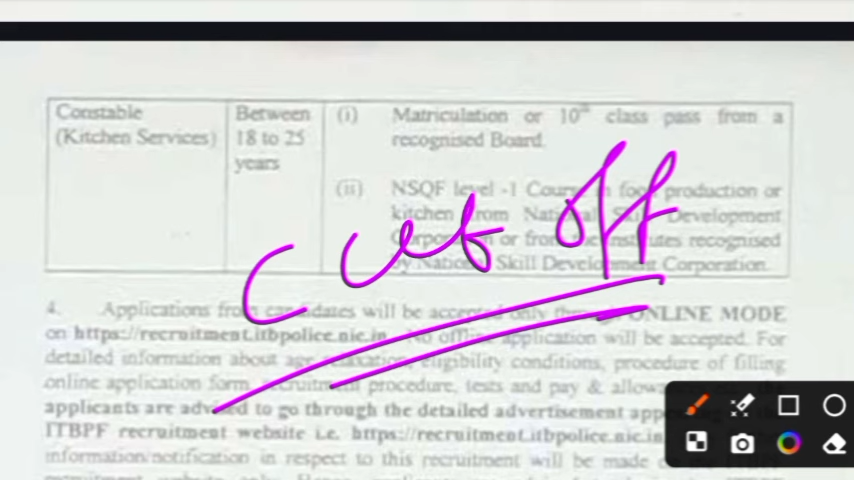 Constable
(Kitchen Services)
Between
18 to 25
years
(i) Matriculation or 10th class pass from a
recognised Board.
(ii) NSQF level -1 Course in food production or
kitchen from National Skill Development
Corporation or from the institutes recognised
by National Skill Development Corporation.
Cut off
4. Applications from candidates will be accepted only through ONLINE MODE
on https://recruitment.itbpolice.nic.in. No offline application will be accepted. For
detailed information about age relaxation, eligibility conditions, procedure of filling
online application form, recruitment procedure, tests and pay & allowances
applicants are advised to go through the detailed advertisement
ITBPF recruitment website i.e. https://recruitment.itbpolice.nic.in
information/notification in respect to this recruitment will be made